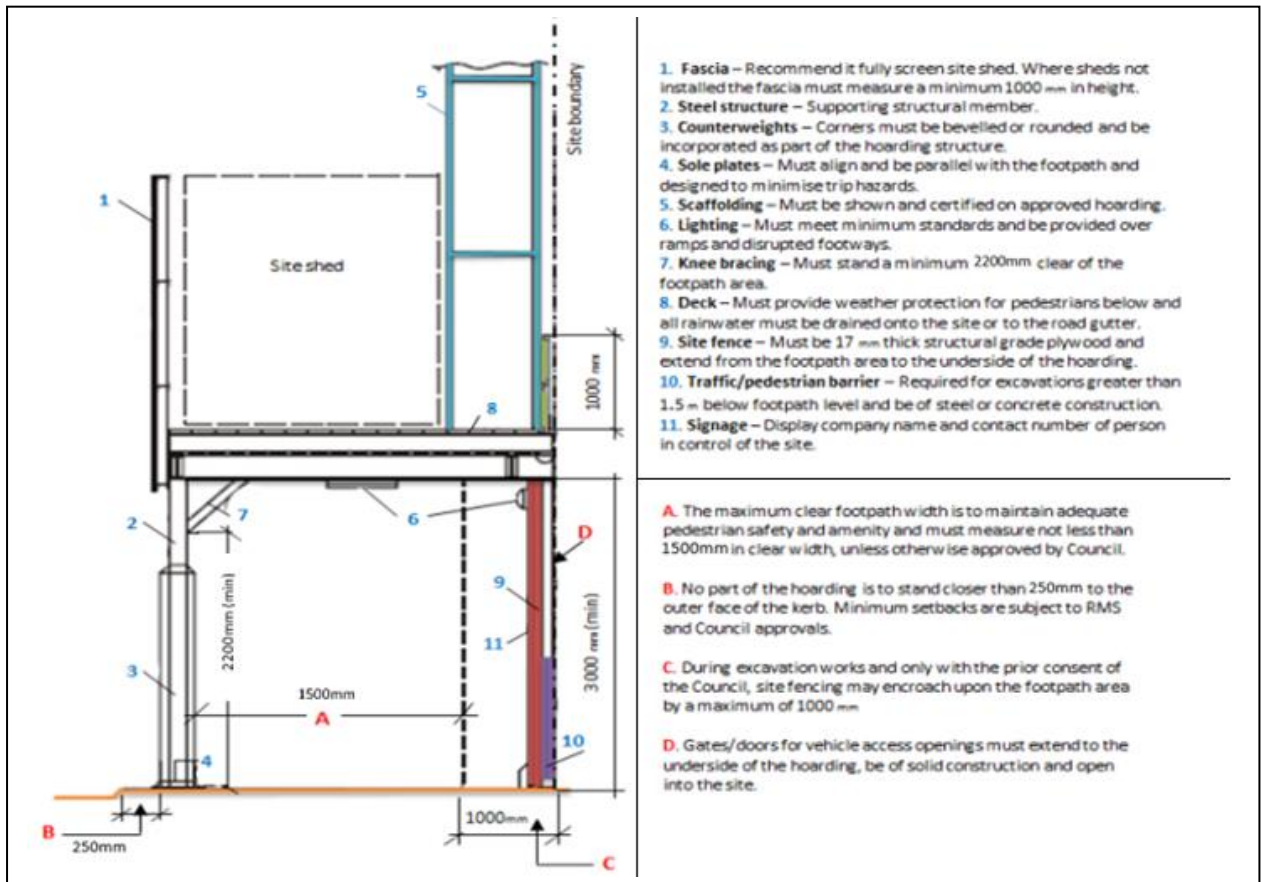 5
Site boundary
1
Site shed
1000 mm
8
7
2
6
D
9
11
3000 mm (min)
2200mm (min)
3
1500mm
A
10
4
1000mm
B
250mm
C
1. Fascia – Recommend it fully screen site shed. Where sheds not
installed the fascia must measure a minimum 1000 mm in height.
2. Steel structure – Supporting structural member.
3. Counterweights – Corners must be bevelled or rounded and be
incorporated as part of the hoarding structure.
4. Sole plates – Must align and be parallel with the footpath and
designed to minimise trip hazards.
5. Scaffolding – Must be shown and certified on approved hoarding.
6. Lighting – Must meet minimum standards and be provided over
ramps and disrupted footways.
7. Knee bracing – Must stand a minimum 2200mm clear of the
footpath area.
8. Deck – Must provide weather protection for pedestrians below and
all rainwater must be drained onto the site or to the road gutter.
9. Site fence – Must be 17 mm thick structural grade plywood and
extend from the footpath area to the underside of the hoarding.
10. Traffic/pedestrian barrier – Required for excavations greater than
1.5 m below footpath level and be of steel or concrete construction.
11. Signage – Display company name and contact number of person
in control of the site.
A. The maximum clear footpath width is to maintain adequate
pedestrian safety and amenity and must measure not less than
1500mm in clear width, unless otherwise approved by Council.
B. No part of the hoarding is to stand closer than 250mm to the
outer face of the kerb. Minimum setbacks are subject to RMS
and Council approvals.
C. During excavation works and only with the prior consent of
the Council, site fencing may encroach upon the footpath area
by a maximum of 1000 mm
D. Gates/doors for vehicle access openings must extend to the
underside of the hoarding, be of solid construction and open
into the site.